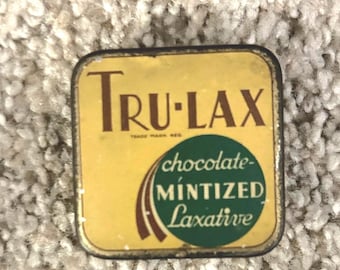 TRU·LAX
TRADE MARK REG.
chocolate-
MINTIZED
Laxative